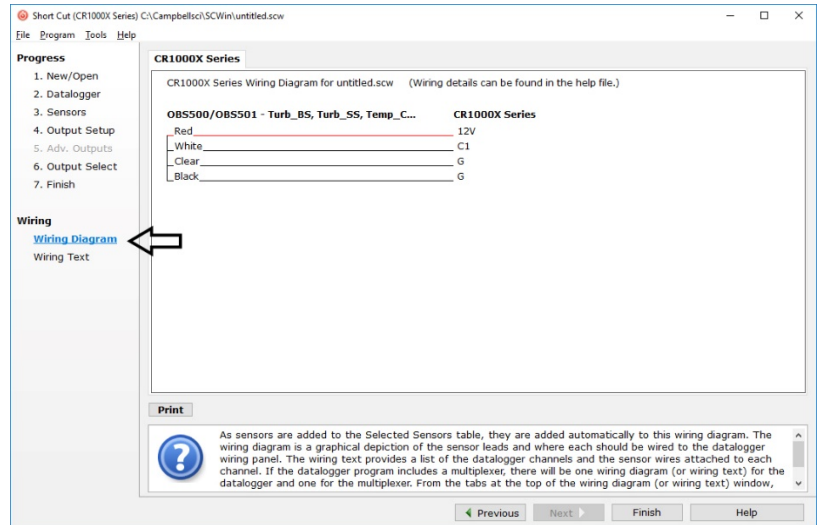 Short Cut (CR1000X Series) C:\Campbellsci\SCWin\untitled.scw
File Program Tools Help
Progress
1. New/Open
2. Datalogger
3. Sensors
4. Output Setup
5. Adv. Outputs
6. Output Select
7. Finish
Wiring
Wiring Diagram
Wiring Text
CR1000X Series
CR1000X Series Wiring Diagram for untitled.scw (Wiring details can be found in the help file.)
OBS500/OBS501 - Turb_BS, Turb_SS, Temp_C... CR1000X Series
Red 12V
White C1
Clear G
Black G
Print
As sensors are added to the Selected Sensors table, they are added automatically to this wiring diagram. The
wiring diagram is a graphical depiction of the sensor leads and where each should be wired to the datalogger
wiring panel. The wiring text provides a list of the datalogger channels and the sensor wires attached to each
channel. If the datalogger program includes a multiplexer, there will be one wiring diagram (or wiring text) for the
datalogger and one for the multiplexer. From the tabs at the top of the wiring diagram (or wiring text) window,
Previous Next Finish Help